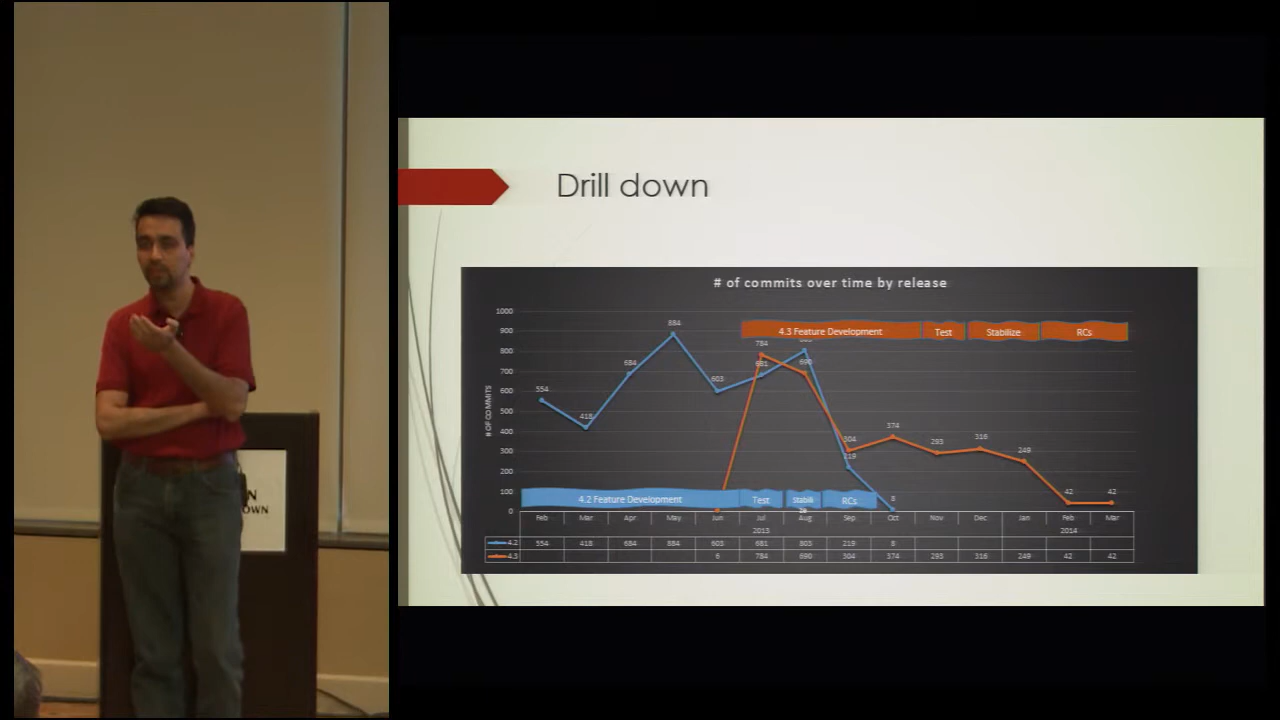 N
OWN
Drill down
# of commits over time by release
# OF COMMITS
1000
900
800
700
600
500
400
300
200
100
0
554
418
684
884
603
784
681
690
304
219
374
293
316
249
8
42
42
4.3 Feature Development Test Stabilize RCs
4.2 Feature Development Test Stabilize RCs
Feb Mar Apr May Jun Jul Aug Sep Oct Nov Dec Jan Feb Mar
2013 2014
4.2 554 418 684 884 603 681 803 219 8
4.3 6 784 690 304 374 293 316 249 42 42